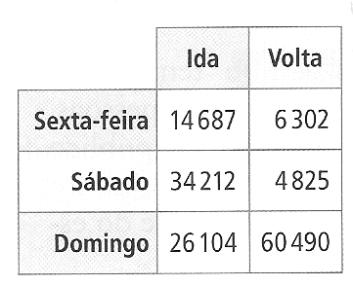 Ida Volta
Sexta-feira 14 687 6 302
Sábado 34 212 4 825
Domingo 26 104 60 490